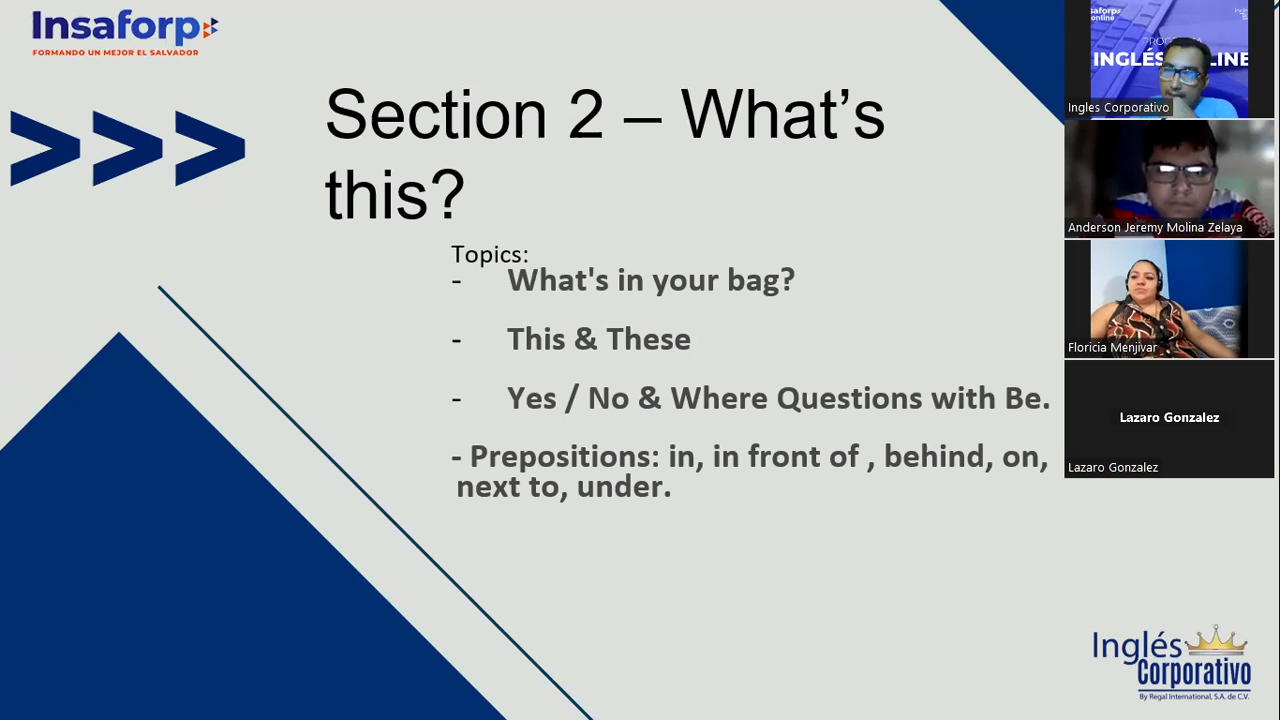 Insaforp
FORMANDO UN MEJOR EL SALVADOR
>>>
Section 2 – What's
this?
Topics:
- What's in your bag?
- This & These
- Yes / No & Where Questions with Be.
- Prepositions: in, in front of , behind, on,
next to, under.
INGLÉS
Ingles Corporativo
Anderson Jeremy Molina Zelaya
Floricia Menjivar
Lazaro Gonzalez
Lazaro Gonzalez
Inglés
Corporativo
By Regal International, S.A. de C.V.